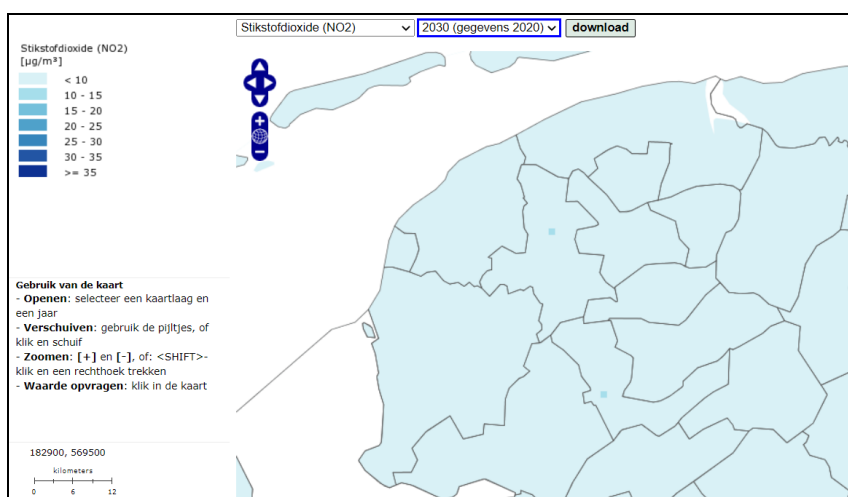 Stikstofdioxide (NO2)
2030 (gegevens 2020)
download
Stikstofdioxide (NO2)
[µg/m³]
< 10
10 - 15
15 - 20
20 - 25
25 - 30
30 - 35
>= 35
Gebruik van de kaart
- Openen: selecteer een kaartlaag en
een jaar
- Verschuiven: gebruik de pijltjes, of
klik en schuif
- Zoomen: [+] en [-], of: <SHIFT>-
klik en een rechthoek trekken
- Waarde opvragen: klik in de kaart
182900, 569500
kilometers
0 6 12